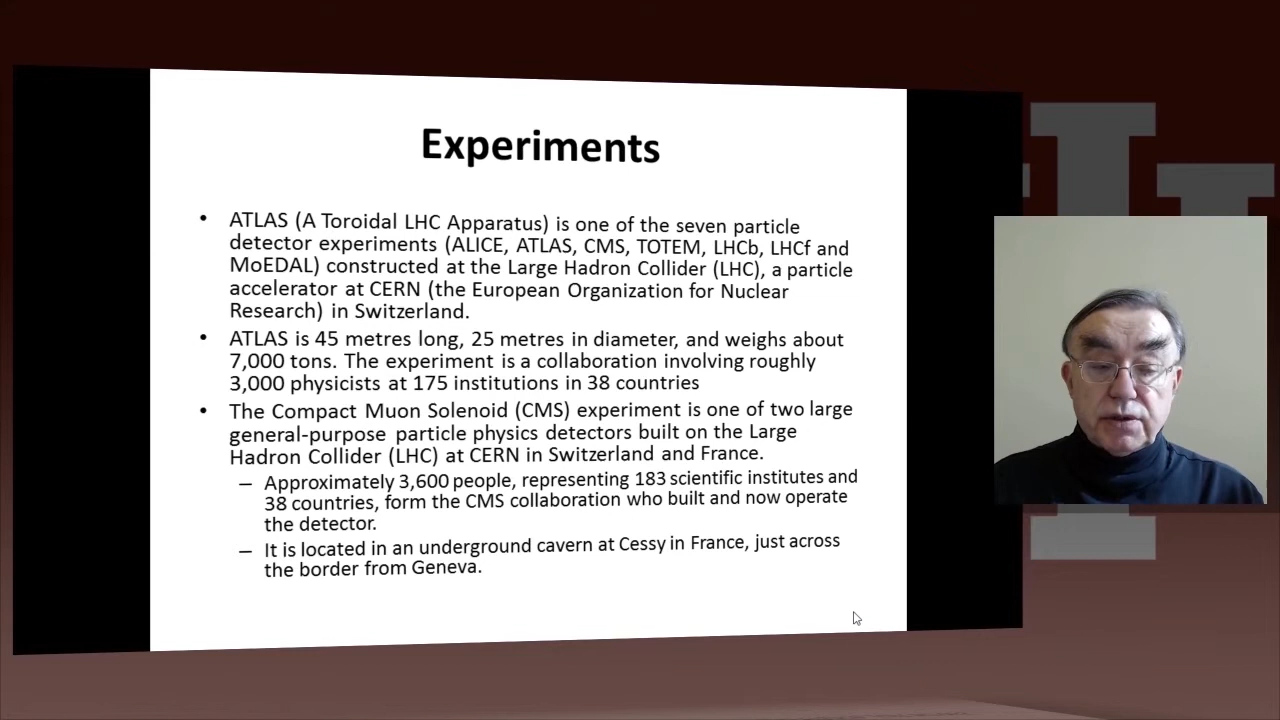 Experiments
• ATLAS (A Toroidal LHC Apparatus) is one of the seven particle
detector experiments (ALICE, ATLAS, CMS, TOTEM, LHCb, LHCf and
MoEDAL) constructed at the Large Hadron Collider (LHC), a particle
accelerator at CERN (the European Organization for Nuclear
Research) in Switzerland.
• ATLAS is 45 metres long, 25 metres in diameter, and weighs about
7,000 tons. The experiment is a collaboration involving roughly
3,000 physicists at 175 institutions in 38 countries
• The Compact Muon Solenoid (CMS) experiment is one of two large
general-purpose particle physics detectors built on the Large
Hadron Collider (LHC) at CERN in Switzerland and France.
– Approximately 3,600 people, representing 183 scientific institutes and
38 countries, form the CMS collaboration who built and now operate
the detector.
– It is located in an underground cavern at Cessy in France, just across
the border from Geneva.